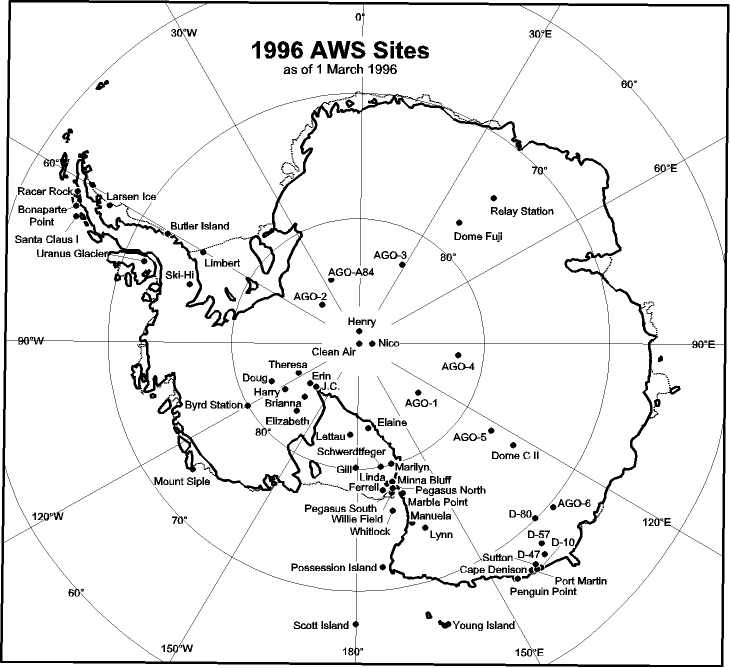 0°
30°W
30°E
1996 AWS Sites
as of 1 March 1996
60°
60°W
70°
60°E
Racer Rock
Larsen Ice
Bonaparte
Point
Relay Station
Santa Claus I
Butler Island
Dome Fuji
Uranus Glacier
Limbert
AGO-3
80°
Ski-Hi
AGO-A84
AGO-2
Henry
90°W
Nico
90°E
Clean Air
Theresa
AGO-4
Doug
Erin
J.C.
Harry
Brianna
AGO-1
Byrd Station
Elizabeth
Elaine
80°
Lettau
AGO-5
Schwerdtfeger
Dome C II
Gill
Marilyn
Mount Siple
Linda
Minna Bluff
Ferrell
Pegasus North
Marble Point
AGO-6
Pegasus South
Manuela
D-80
120°W
Willie Field
120°E
70°
Whitlock
Lynn
D-57
D-10
D-47
Sutton
Possession Island
Cape Denison
Port Martin
60°
Penguin Point
Scott Island
Young Island
150°W
180°
150°E